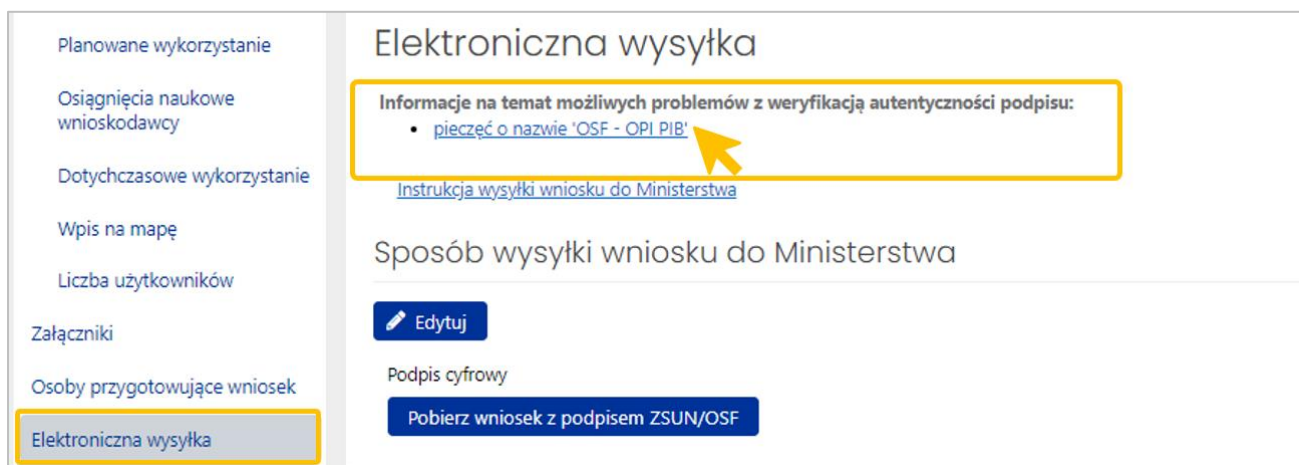 Planowane wykorzystanie
Osiągnięcia naukowe
wnioskodawcy
Dotychczasowe wykorzystanie
Wpis na mapę
Liczba użytkowników
Załączniki
Osoby przygotowujące wniosek
Elektroniczna wysyłka
Elektroniczna wysyłka
Informacje na temat możliwych problemów z weryfikacją autentyczności podpisu:
• pieczęć o nazwie 'OSF - OPI PIB'
Instrukcja wysyłki wniosku do Ministerstwa
Sposób wysyłki wniosku do Ministerstwa
Edytuj
Podpis cyfrowy
Pobierz wniosek z podpisem ZSUN/OSF